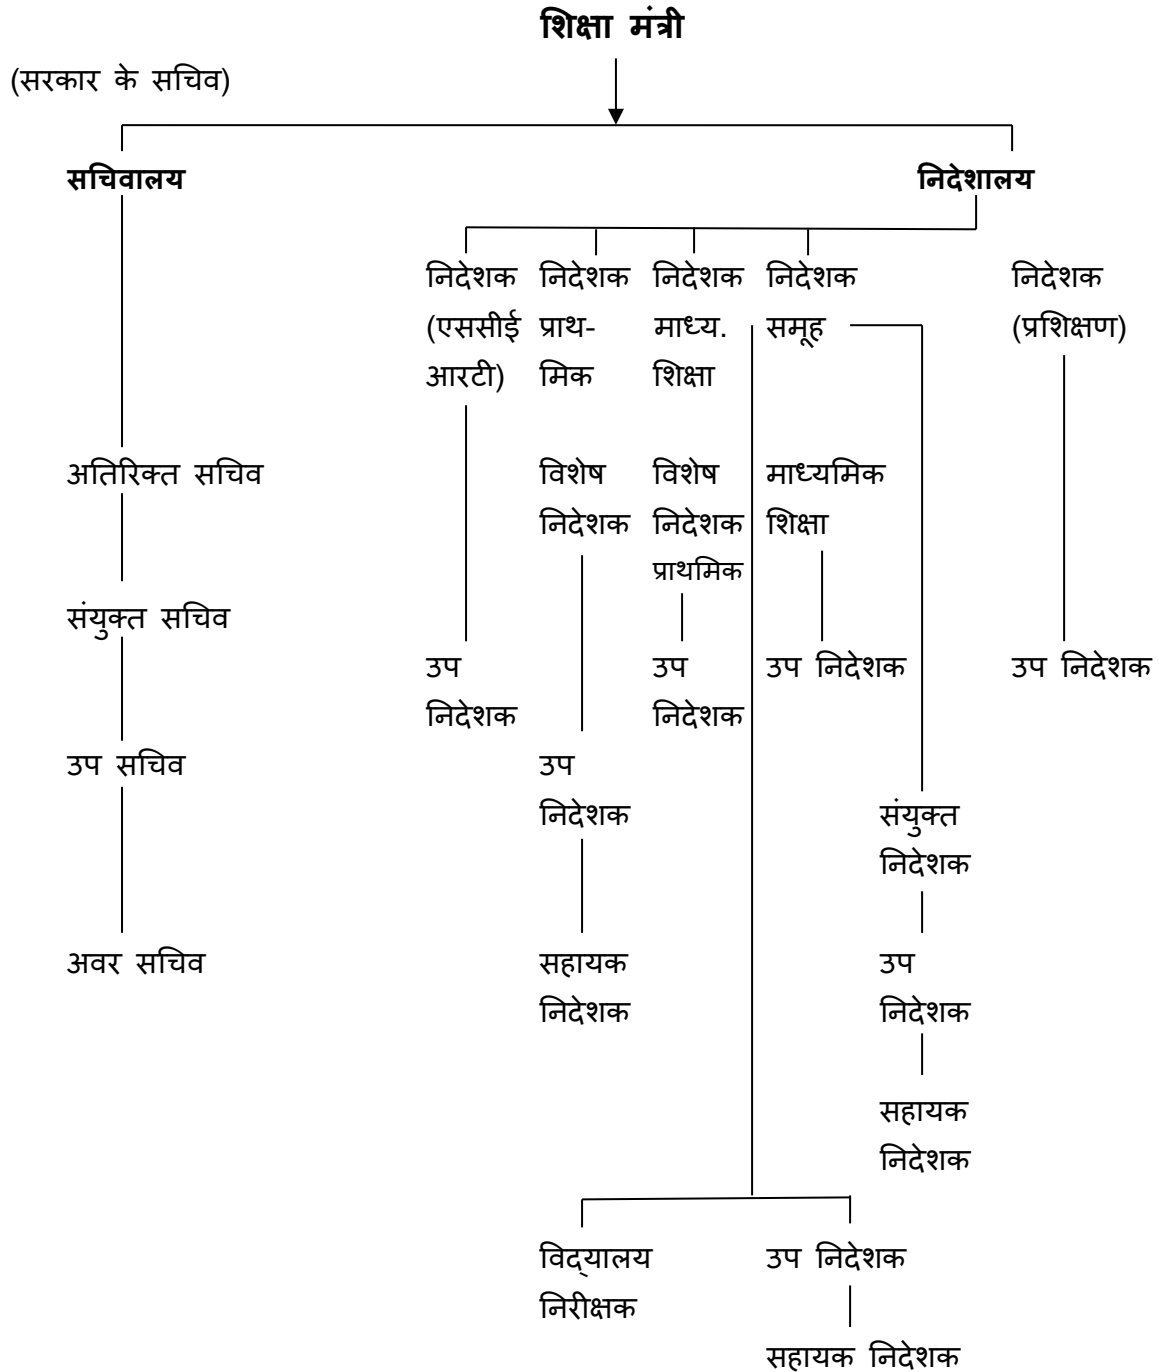 शिक्षा मंत्री
(सरकार के सचिव)
सचिवालय निदेशालय
निदेशक निदेशक निदेशक निदेशक निदेशक
(एससीई प्राथ- माध्य. समूह (प्रशिक्षण)
आरटी) मिक शिक्षा
अतिरिक्त सचिव विशेष विशेष माध्यमिक
निदेशक निदेशक शिक्षा
प्राथमिक
संयुक्त सचिव
उप उप उप निदेशक उप निदेशक
निदेशक निदेशक
उप सचिव उप
निदेशक संयुक्त
निदेशक
अवर सचिव सहायक उप
निदेशक निदेशक
सहायक
निदेशक
विद्यालय उप निदेशक
निरीक्षक
सहायक निदेशक